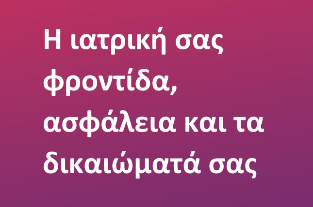 Η ιατρική σας
φροντίδα,
ασφάλεια και τα
δικαιώματά σας